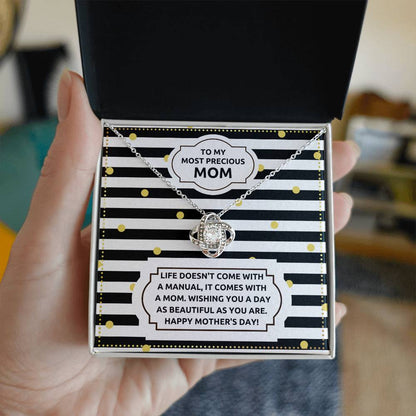 TO MY
MOST PRECIOUS
MOM
LIFE DOESN'T COME WITH
A MANUAL, IT COMES WITH
A MOM. WISHING YOU A DAY
AS BEAUTIFUL AS YOU ARE.
HAPPY MOTHER'S DAY!